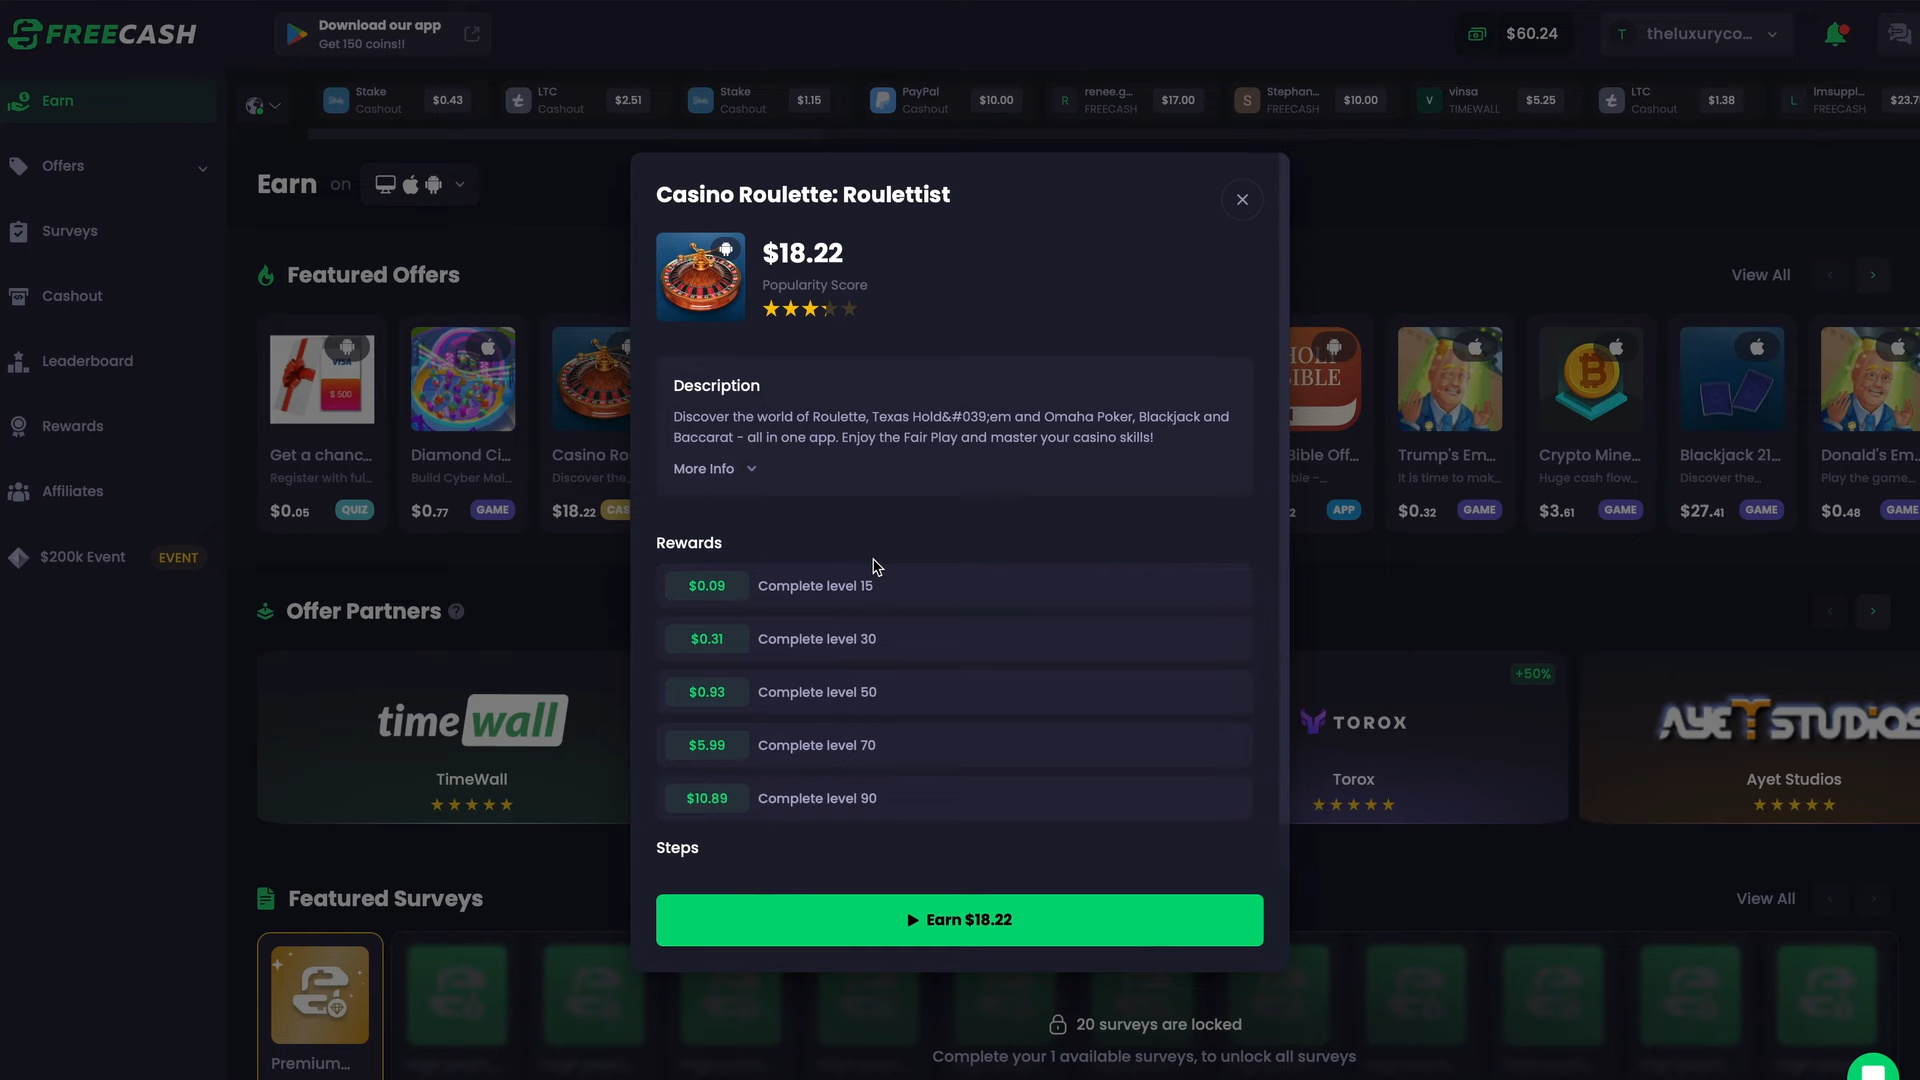 FREECASH
Download our app
Get 150 coins!!
$60.24
T
theluxuryco...
Earn
Offers
Surveys
Cashout
Leaderboard
Rewards
Affiliates
$200k Event
EVENT
Stake
Cashout
$0.43
LTC
Cashout
$2.51
Stake
Cashout
$1.15
PayPal
Cashout
$10.00
R
renee.g...
FREECASH
$17.00
S
Stephan...
FREECASH
$10.00
V
vinsa
TIMEWALL
$5.25
LTC
Cashout
$1.38
L
lmsuppl...
FREECASH
$23.7
Earn on
Featured Offers
View All
Get a chanc...
Register with ful...
$0.05
QUIZ
Diamond Ci...
Build Cyber Mal...
$0.77
GAME
Casino Ro
Discover the
$18.22
CAS
Casino Roulette: Roulettist
$18.22
Popularity Score
Description
Discover the world of Roulette, Texas Hold&#039;em and Omaha Poker, Blackjack and
Baccarat - all in one app. Enjoy the Fair Play and master your casino skills!
More Info
Rewards
$0.09 Complete level 15
$0.31 Complete level 30
$0.93 Complete level 50
$5.99 Complete level 70
$10.89 Complete level 90
Steps
Earn $18.22
HOLY
BIBLE
Bible Off...
ble -...
2
APP
Trump's Em...
It is time to mak...
$0.32
GAME
Crypto Mine...
Huge cash flow...
$3.61
GAME
Blackjack 21...
Discover the...
$27.41
GAME
Donald's Em...
Play the game...
$0.48
GAME
Offer Partners
timewall
TimeWall
+50%
TOROX
Torox
AYET STUDIOS
Ayet Studios
Featured Surveys
View All
Premium...
20 surveys are locked
Complete your 1 available surveys, to unlock all surveys